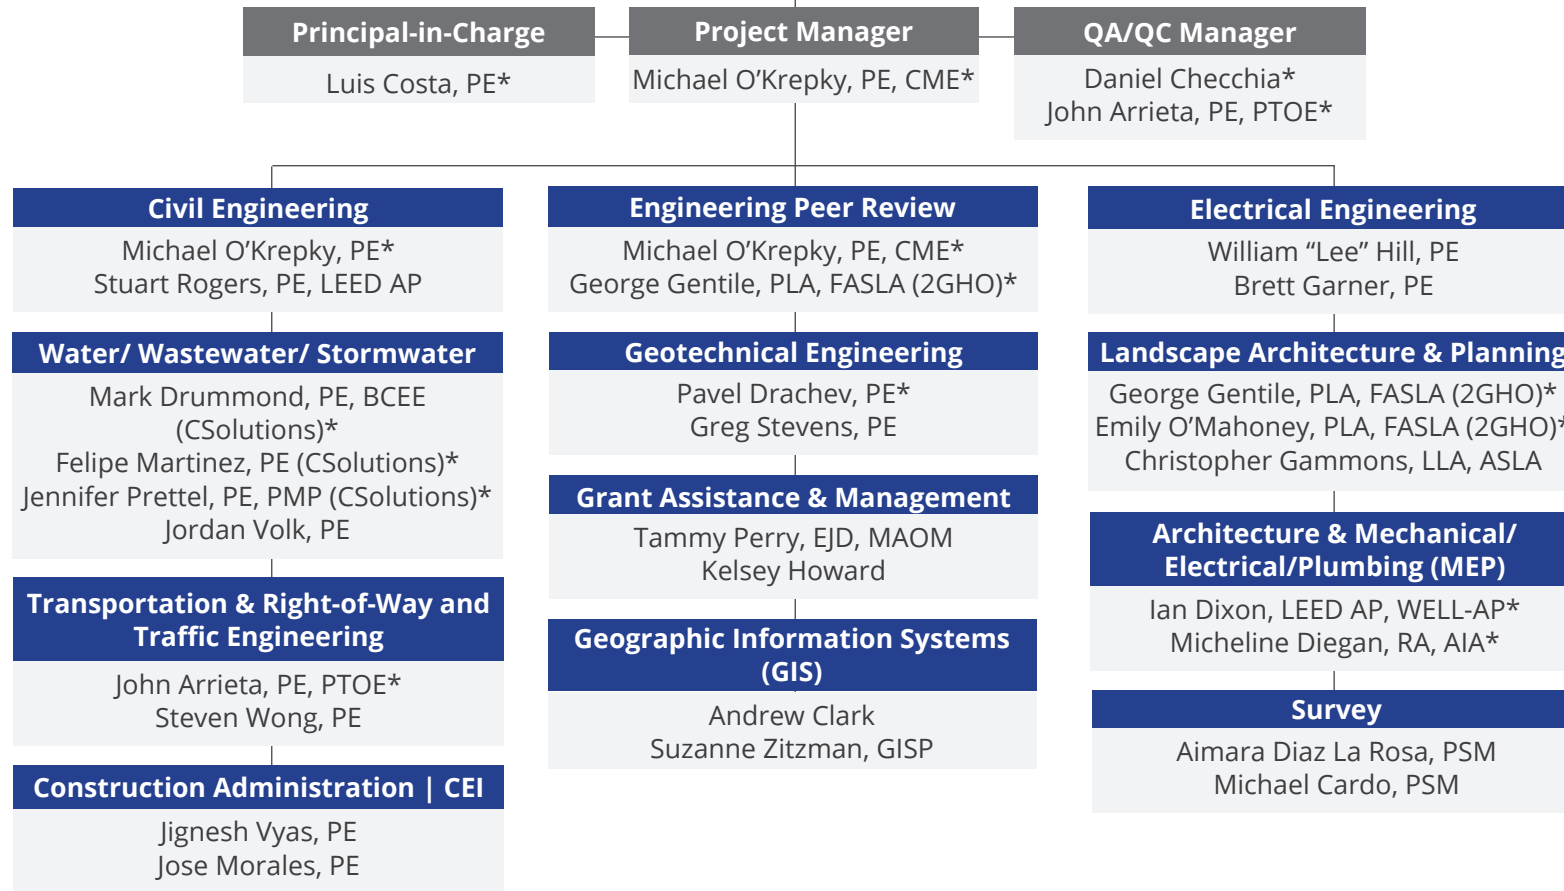 Principal-in-Charge
Luis Costa, PE*
Project Manager
Michael O’Krepky, PE, CME*
QA/QC Manager
Daniel Checchia*
John Arrieta, PE, PTOE*
Civil Engineering
Michael O’Krepky, PE*
Stuart Rogers, PE, LEED AP
Water/ Wastewater/ Stormwater
Mark Drummond, PE, BCEE
(CSolutions)*
Felipe Martinez, PE (CSolutions)*
Jennifer Prettel, PE, PMP (CSolutions)*
Jordan Volk, PE
Transportation & Right-of-Way and
Traffic Engineering
John Arrieta, PE, PTOE*
Steven Wong, PE
Construction Administration | CEI
Jignesh Vyas, PE
Jose Morales, PE
Engineering Peer Review
Michael O’Krepky, PE, CME*
George Gentile, PLA, FASLA (2GHO)*
Geotechnical Engineering
Pavel Drachev, PE*
Greg Stevens, PE
Grant Assistance & Management
Tammy Perry, EJD, MAOM
Kelsey Howard
Geographic Information Systems
(GIS)
Andrew Clark
Suzanne Zitzman, GISP
Electrical Engineering
William “Lee” Hill, PE
Brett Garner, PE
Landscape Architecture & Planning
George Gentile, PLA, FASLA (2GHO)*
Emily O’Mahoney, PLA, FASLA (2GHO)*
Christopher Gammons, LLA, ASLA
Architecture & Mechanical/
Electrical/Plumbing (MEP)
Ian Dixon, LEED AP, WELL-AP*
Micheline Diegan, RA, AIA*
Survey
Aimara Diaz La Rosa, PSM
Michael Cardo, PSM